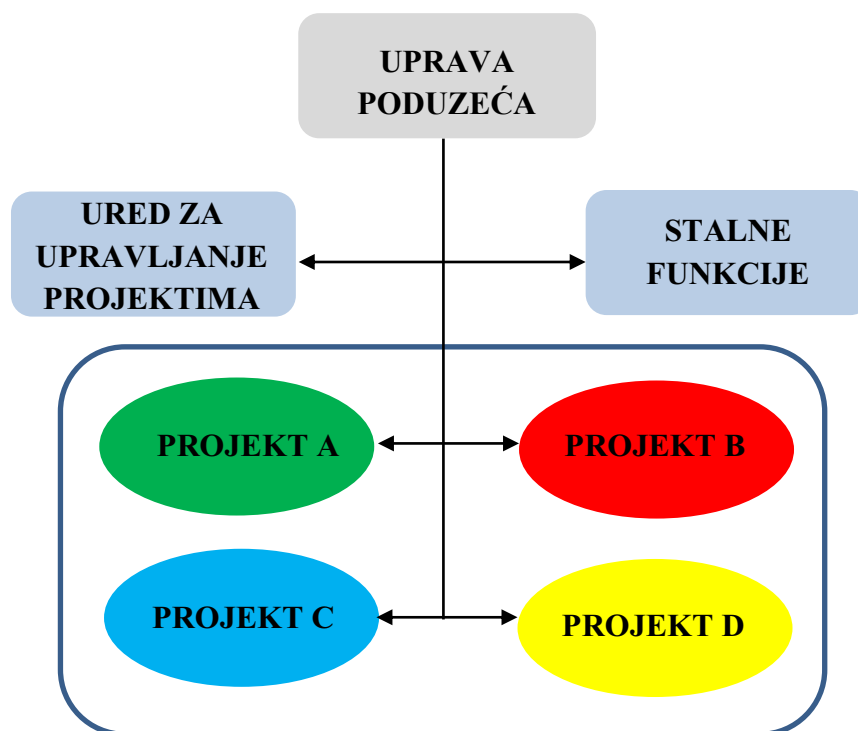 UPRAVA
PODUZEĆA
URED ZA
UPRAVLJANJE
PROJEKTIMA
STALNE
FUNKCIJE
PROJEKT A
PROJEKT B
PROJEKT C
PROJEKT D